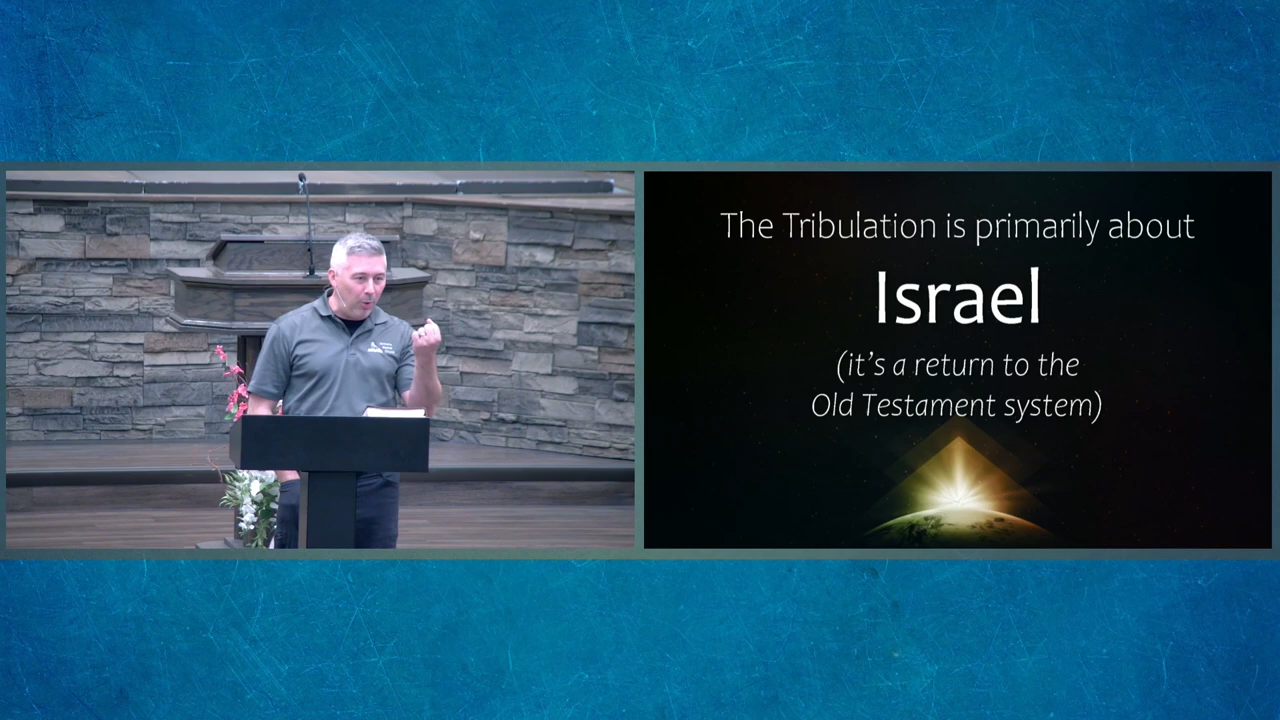 The Tribulation is primarily about
Israel
(it's a return to the
Old Testament system)